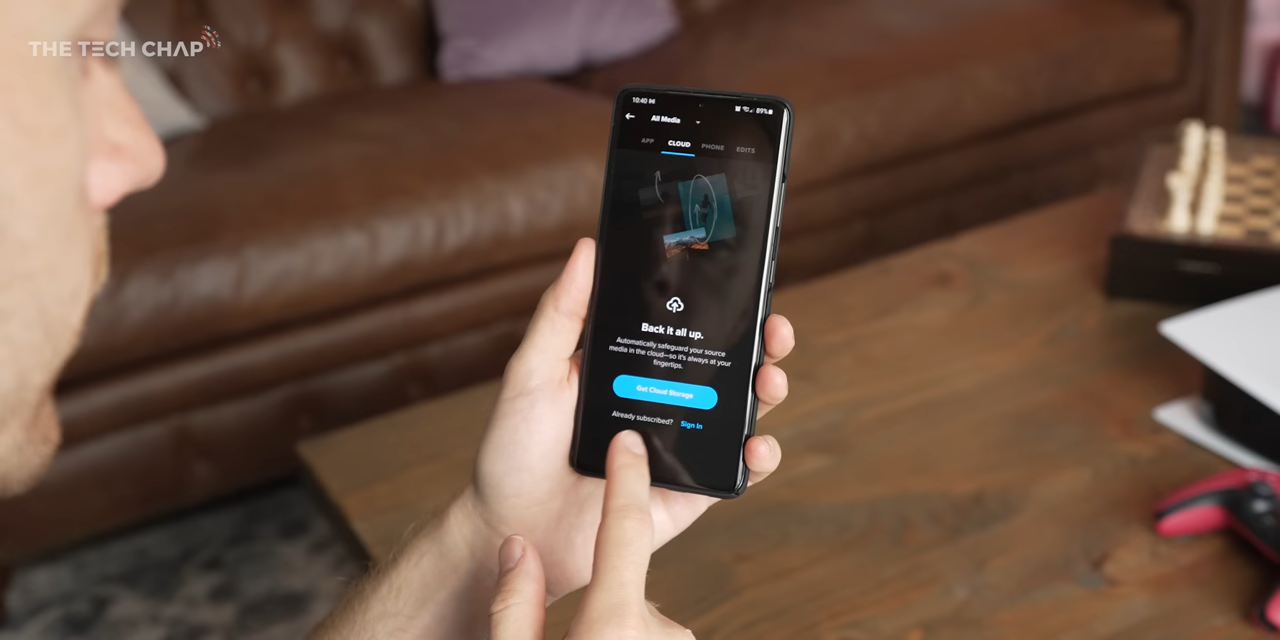 THE TECH CHAP
10:40
89%
All Media
APP CLOUD PHONE EDITS
Back it all up.
Automatically safeguard your source
media in the cloud—so it's always at your
fingertips.
Get Cloud Storage
Already subscribed? Sign In